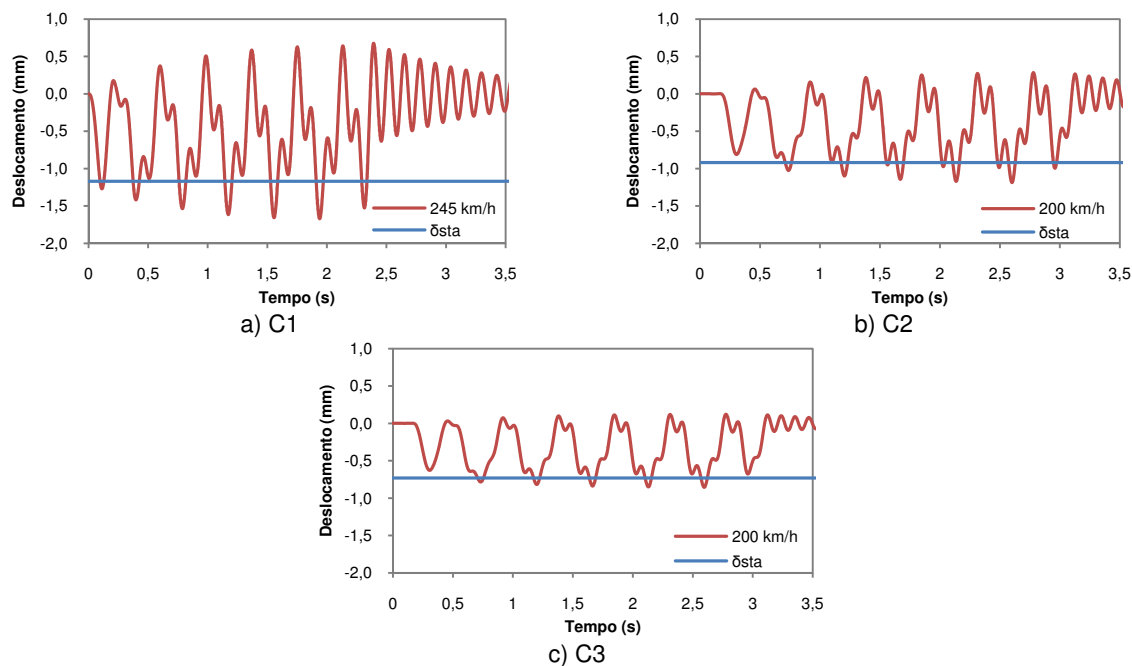 Deslocamento (mm)
1,0
0,5
0,0
-0,5
-1,0
-1,5
-2,0
245 km/h
δsta
0 0,5 1 1,5 2 2,5 3 3,5
Tempo (s)
a) C1
Deslocamento (mm)
1,0
0,5
0,0
-0,5
-1,0
-1,5
-2,0
200 km/h
δsta
0 0,5 1 1,5 2 2,5 3 3,5
Tempo (s)
b) C2
Deslocamento (mm)
1,0
0,5
0,0
-0,5
-1,0
-1,5
-2,0
200 km/h
δsta
0 0,5 1 1,5 2 2,5 3 3,5
Tempo (s)
c) C3